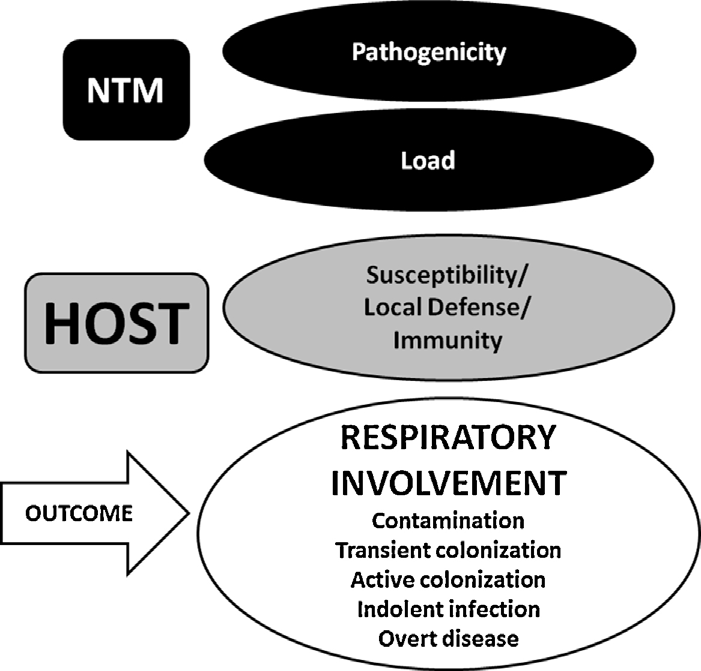 NTM
Pathogenicity
Load
HOST
Susceptibility/
Local Defense/
Immunity
OUTCOME
RESPIRATORY
INVOLVEMENT
Contamination
Transient colonization
Active colonization
Indolent infection
Overt disease